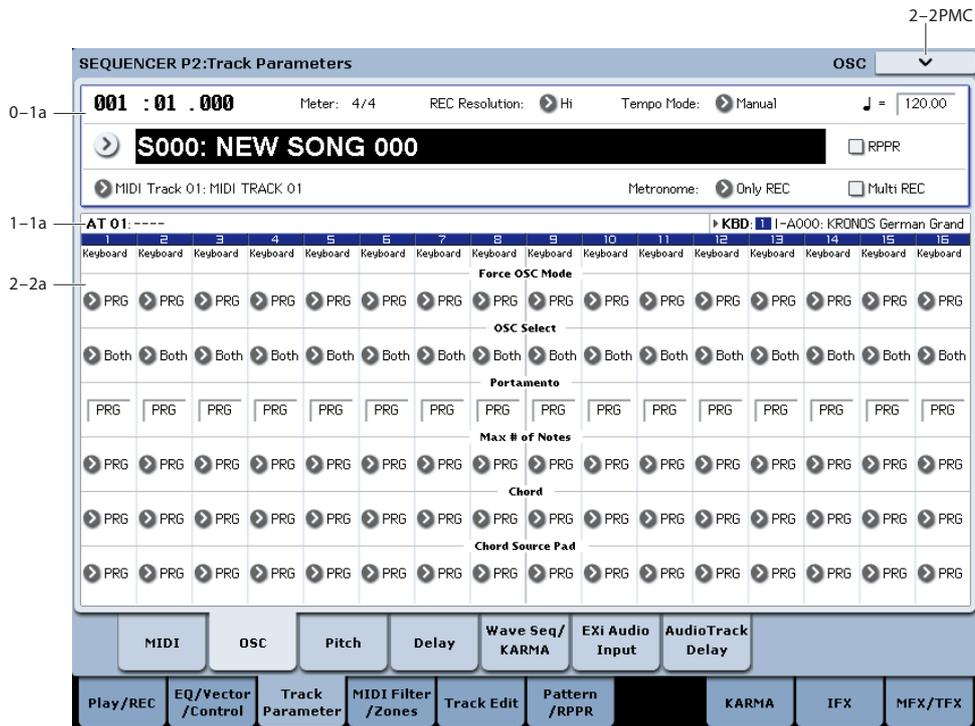 2–2PMC
SEQUENCER P2:Track Parameters OSC
0–1a
001 :01 .000 Meter: 4/4 REC Resolution: Hi Tempo Mode: Manual ♩ = 120.00
S000: NEW SONG 000 RPPR
MIDI Track 01: MIDI TRACK 01 Metronome: Only REC Multi REC
1–1a
AT 01:---- KBD: 1 I-A000: KRONOS German Grand
1 2 3 4 5 6 7 8 9 10 11 12 13 14 15 16
Keyboard Keyboard Keyboard Keyboard Keyboard Keyboard Keyboard Keyboard Keyboard Keyboard Keyboard Keyboard Keyboard Keyboard Keyboard Keyboard
2–2a
Force OSC Mode
PRG PRG PRG PRG PRG PRG PRG PRG PRG PRG PRG PRG PRG PRG PRG PRG
OSC Select
Both Both Both Both Both Both Both Both Both Both Both Both Both Both Both Both
Portamento
PRG PRG PRG PRG PRG PRG PRG PRG PRG PRG PRG PRG PRG PRG PRG PRG
Max # of Notes
PRG PRG PRG PRG PRG PRG PRG PRG PRG PRG PRG PRG PRG PRG PRG PRG
Chord
PRG PRG PRG PRG PRG PRG PRG PRG PRG PRG PRG PRG PRG PRG PRG PRG
Chord Source Pad
PRG PRG PRG PRG PRG PRG PRG PRG PRG PRG PRG PRG PRG PRG PRG PRG
MIDI OSC Pitch Delay Wave Seq/ KARMA EXi Audio Input AudioTrack Delay
Play/REC EQ/Vector /Control Track Parameter MIDI Filter /Zones Track Edit Pattern /RPPR KARMA IFX MFX/TFX